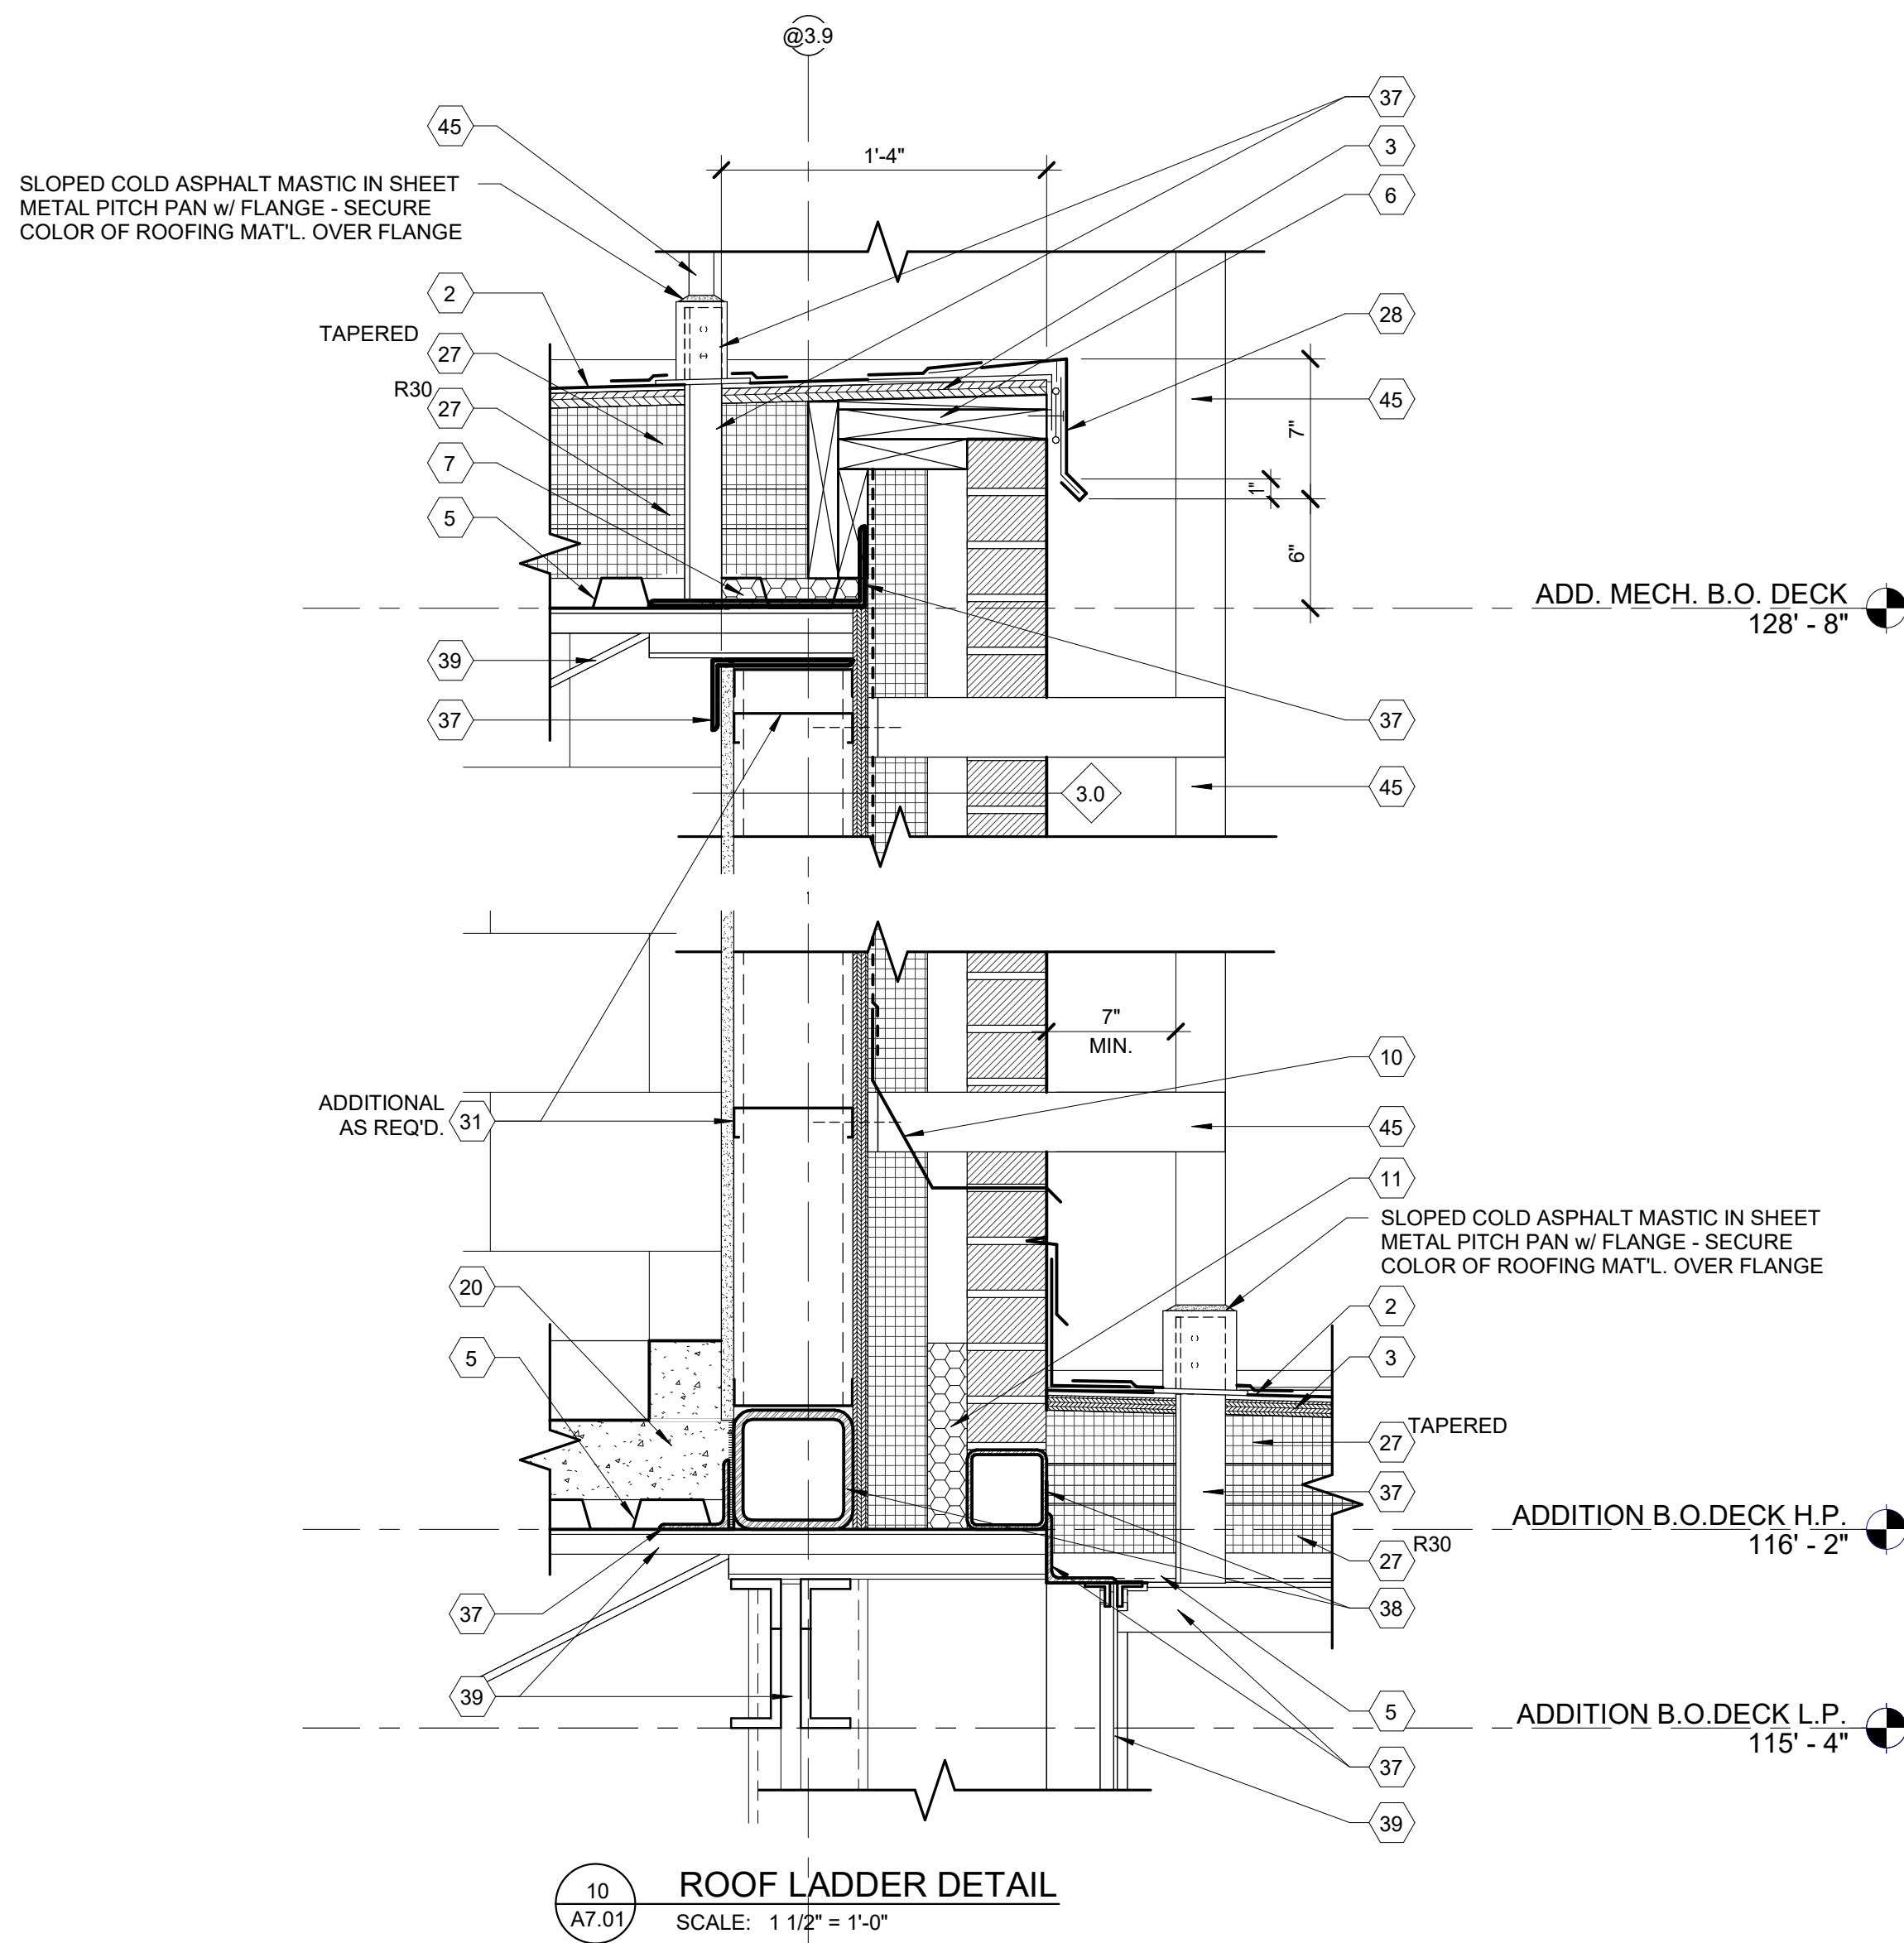 @3.9
45
37
1'-4"
3
SLOPED COLD ASPHALT MASTIC IN SHEET
METAL PITCH PAN w/ FLANGE - SECURE
COLOR OF ROOFING MAT'L. OVER FLANGE
6
2
28
TAPERED
27
R30
27
45
7"
7
1"
5
6"
ADD. MECH. B.O. DECK
128' - 8"
39
37
37
45
3.0
7"
MIN.
10
ADDITIONAL
AS REQ'D.
31
45
11
SLOPED COLD ASPHALT MASTIC IN SHEET
METAL PITCH PAN w/ FLANGE - SECURE
COLOR OF ROOFING MAT'L. OVER FLANGE
20
2
5
3
27
TAPERED
37
ADDITION B.O.DECK H.P.
116' - 2"
27
R30
37
38
39
5
ADDITION B.O.DECK L.P.
115' - 4"
37
39
10
A7.01
ROOF LADDER DETAIL
SCALE: 1 1/2" = 1'-0"